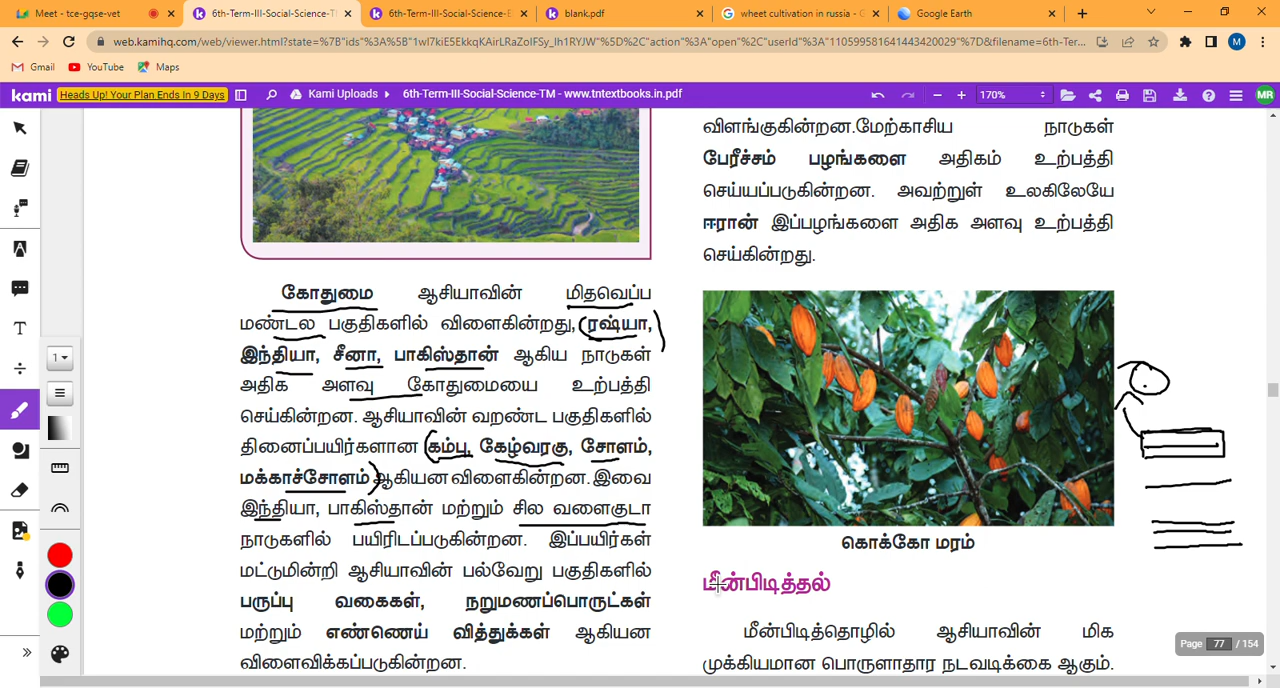 Meet - tce-gqse-vet
6th-Term-III-Social-Science-T
6th-Term-III-Social-Science-E
blank.pdf
wheet cultivation in russia - G
Google Earth
web.kamihq.com/web/viewer.html?state=%7B"ids"%3A%5B"1wI7kiE5EkkqKAirLRaZoIFSy_Ih1RYJW"%5D%2C"action"%3A"open"%2C"userId"%3A"110599581641443420029"%7D&filename=6th-Ter...
M
Gmail
YouTube
Maps
kami
Heads Up! Your Plan Ends In 9 Days
Kami Uploads
6th-Term-III-Social-Science-TM - www.tntextbooks.in.pdf
170%
MR
1
கோதுமை ஆசியாவின் மிதவெப்ப
மண்டல பகுதிகளில் விளைகின்றது, ரஷ்யா,
இந்தியா, சீனா, பாகிஸ்தான் ஆகிய நாடுகள்
அதிக அளவு கோதுமையை உற்பத்தி
செய்கின்றன. ஆசியாவின் வறண்ட பகுதிகளில்
தினைப்பயிர்களான கம்பு, கேழ்வரகு, சோளம்,
மக்காச்சோளம் ஆகியன விளைகின்றன. இவை
இந்தியா, பாகிஸ்தான் மற்றும் சில வளைகுடா
நாடுகளில் பயிரிடப்படுகின்றன. இப்பயிர்கள்
மட்டுமின்றி ஆசியாவின் பல்வேறு பகுதிகளில்
பருப்பு வகைகள், நறுமணப்பொருட்கள்
மற்றும் எண்ணெய் வித்துக்கள் ஆகியன
விளைவிக்கப்படுகின்றன.
விளங்குகின்றன.மேற்காசிய நாடுகள்
பேரீச்சம் பழங்களை அதிகம் உற்பத்தி
செய்யப்படுகின்றன. அவற்றுள் உலகிலேயே
ஈரான் இப்பழங்களை அதிக அளவு உற்பத்தி
செய்கின்றது.
கொக்கோ மரம்
மீன்பிடித்தல்
மீன்பிடித்தொழில் ஆசியாவின் மிக
முக்கியமான பொருளாதார நடவடிக்கை ஆகும்.
Page 77 / 154